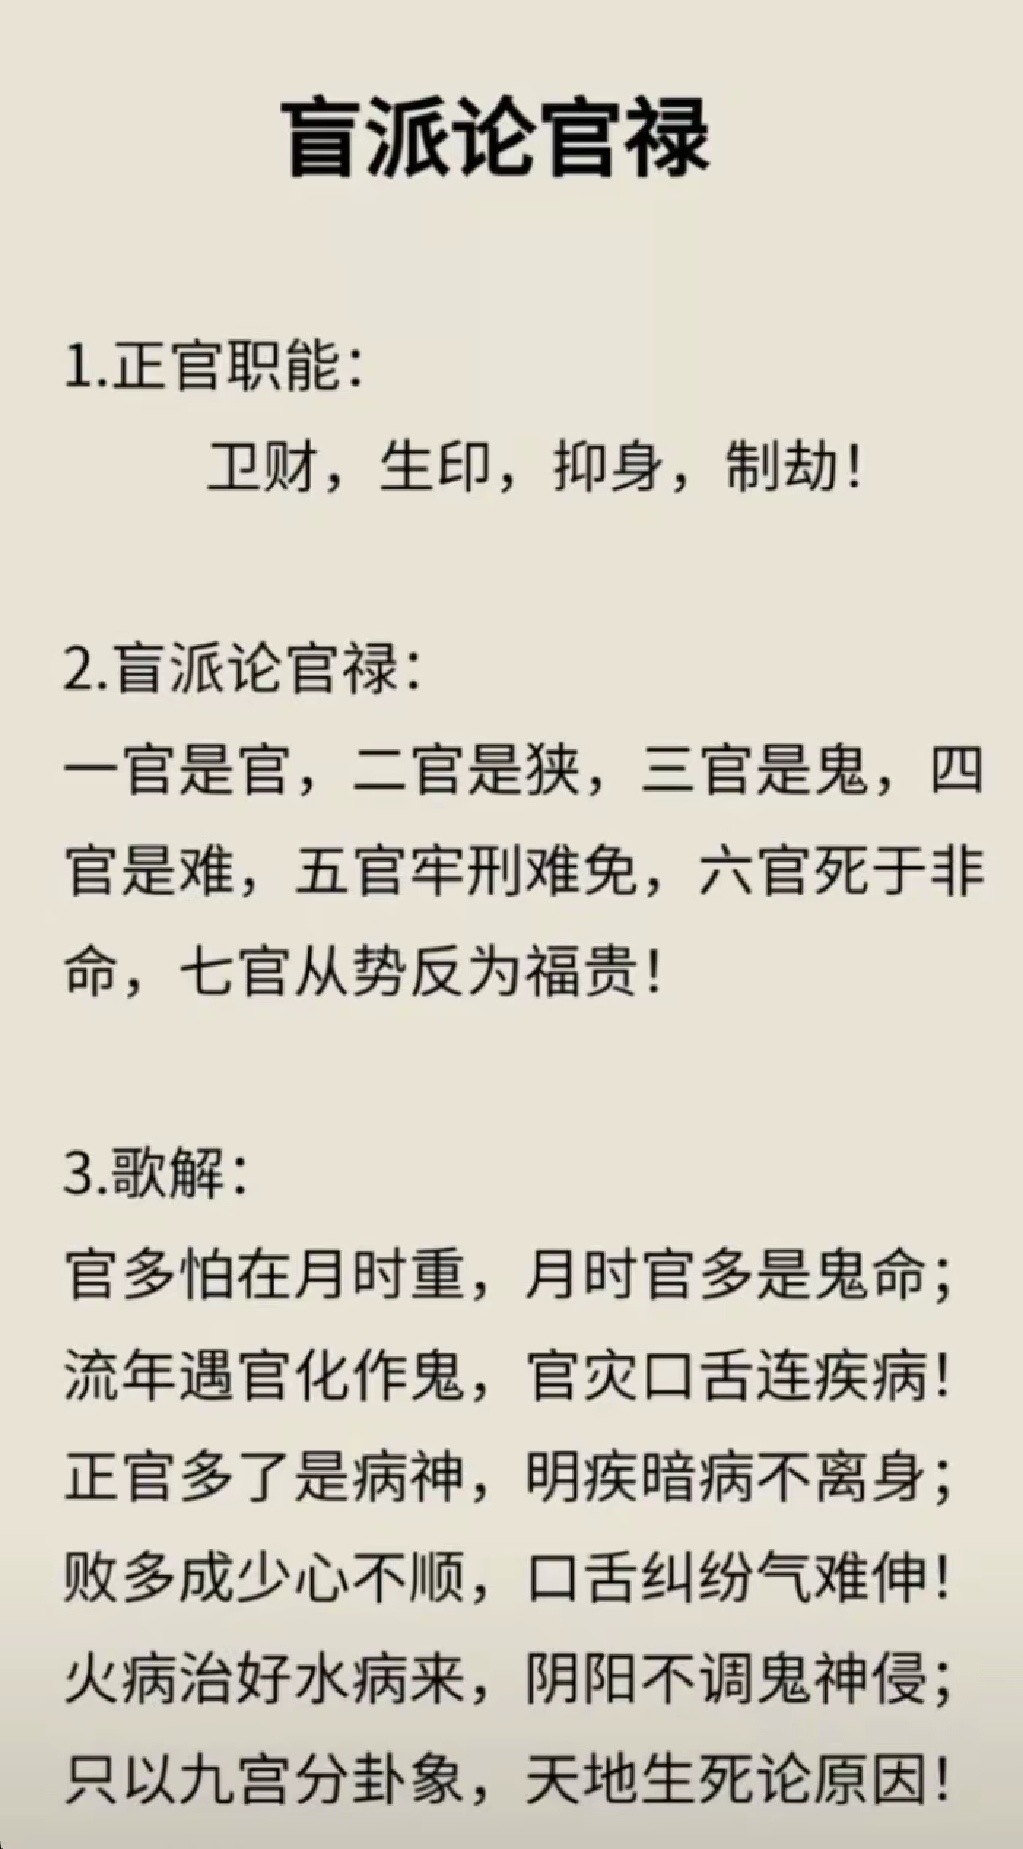 盲派论官禄
1.正官职能：
卫财，生印，抑身，制劫！
2.盲派论官禄：
一官是官，二官是狭，三官是鬼，四
官是难，五官牢刑难免，六官死于非
命，七官从势反为福贵！
3.歌解：
官多怕在月时重，月时官多是鬼命；
流年遇官化作鬼，官灾口舌连疾病！
正官多了是病神，明疾暗病不离身；
败多成少心不顺，口舌纠纷气难伸！
火病治好水病来，阴阳不调鬼神侵；
只以九宫分卦象，天地生死论原因！